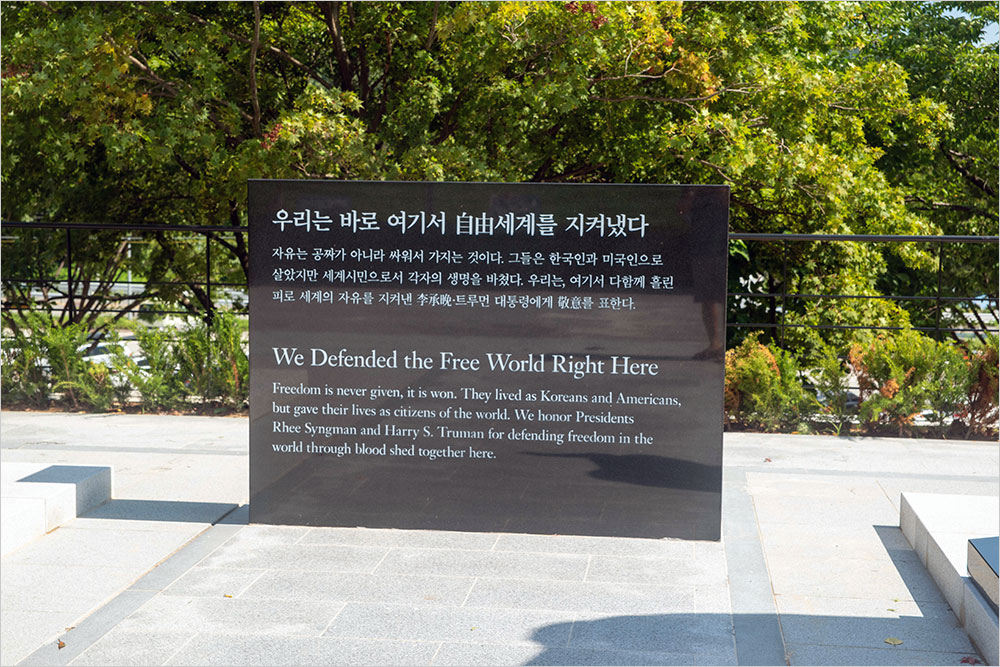 우리는 바로 여기서 自由세계를 지켜냈다
자유는 공짜가 아니라 싸워서 가지는 것이다. 그들은 한국인과 미국인으로
살았지만 세계시민으로서 각자의 생명을 바쳤다. 우리는, 여기서 다함께 흘린
피로 세계의 자유를 지켜낸 李承晩·트루먼 대통령에게 敬意를 표한다.
We Defended the Free World Right Here
Freedom is never given, it is won. They lived as Koreans and Americans,
but gave their lives as citizens of the world. We honor Presidents
Rhee Syngman and Harry S. Truman for defending freedom in the
world through blood shed together here.